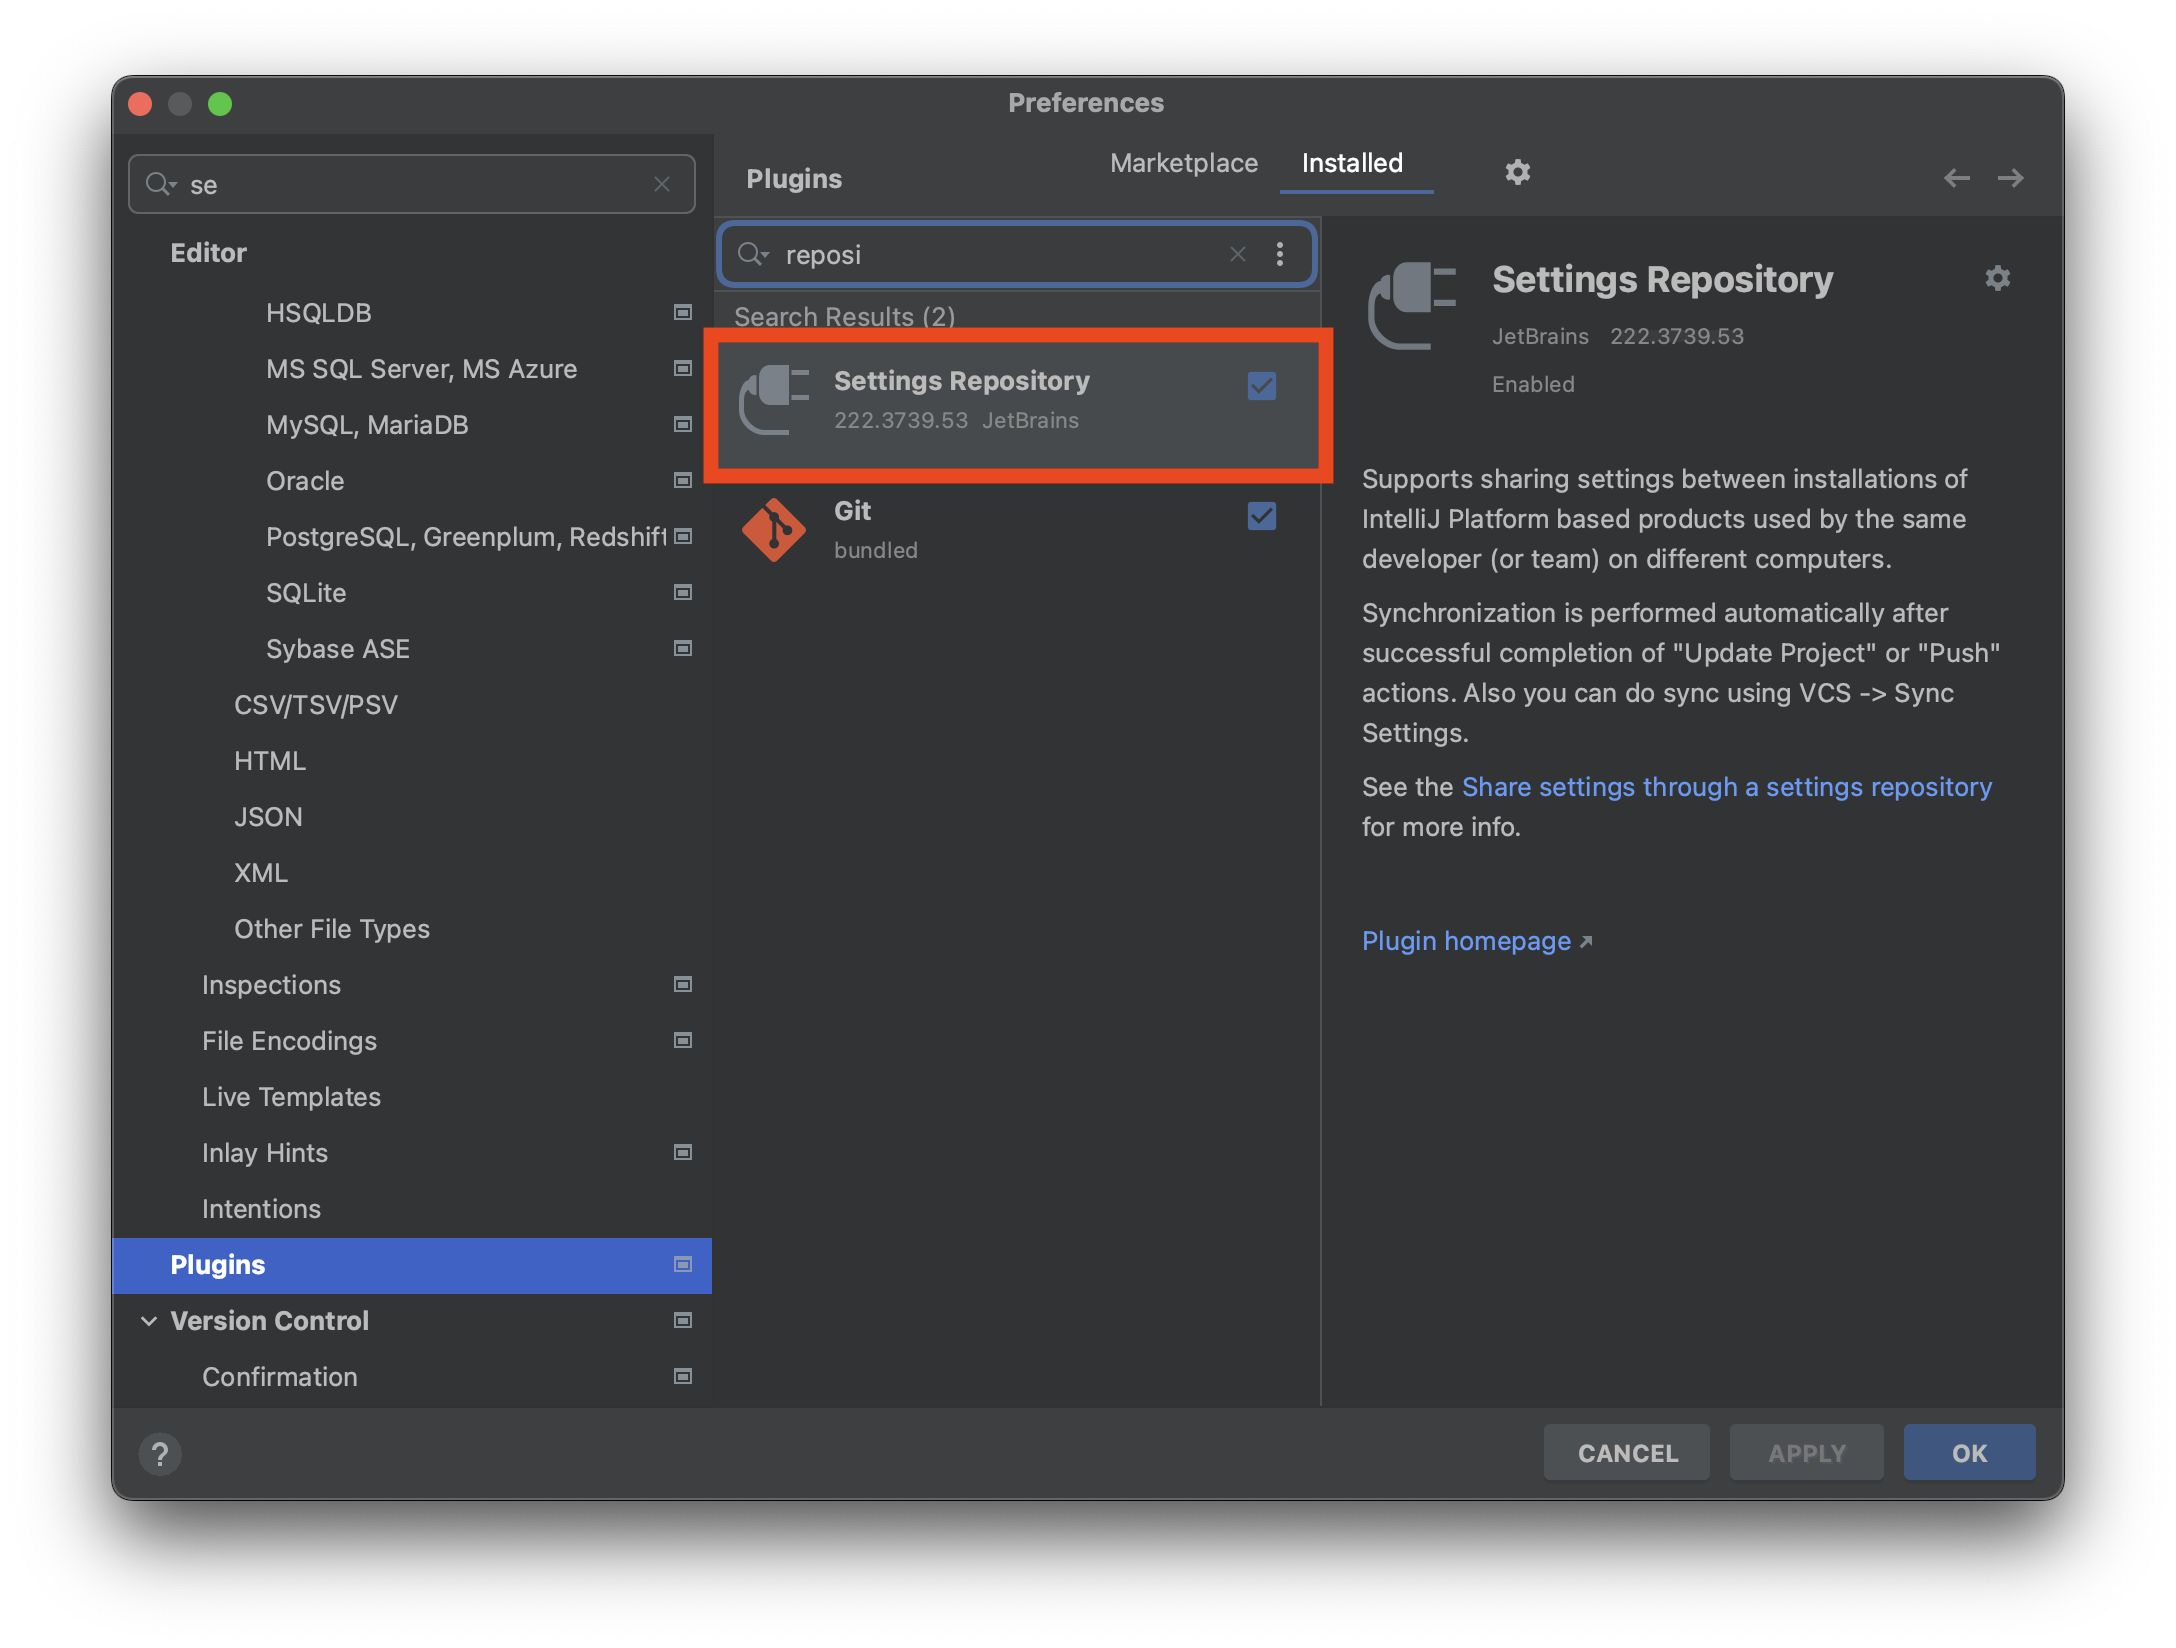 Preferences
se
Editor
HSQLDB
MS SQL Server, MS Azure
MySQL, MariaDB
Oracle
PostgreSQL, Greenplum, Redshift
SQLite
Sybase ASE
CSV/TSV/PSV
HTML
JSON
XML
Other File Types
Inspections
File Encodings
Live Templates
Inlay Hints
Intentions
Plugins
Version Control
Confirmation
Plugins
Marketplace
Installed
reposi
Search Results (2)
Settings Repository
222.3739.53 JetBrains
Git
bundled
Settings Repository
JetBrains 222.3739.53
Enabled
Supports sharing settings between installations of
IntelliJ Platform based products used by the same
developer (or team) on different computers.
Synchronization is performed automatically after
successful completion of "Update Project" or "Push"
actions. Also you can do sync using VCS -> Sync
Settings.
See the Share settings through a settings repository
for more info.
Plugin homepage
?
CANCEL
APPLY
OK